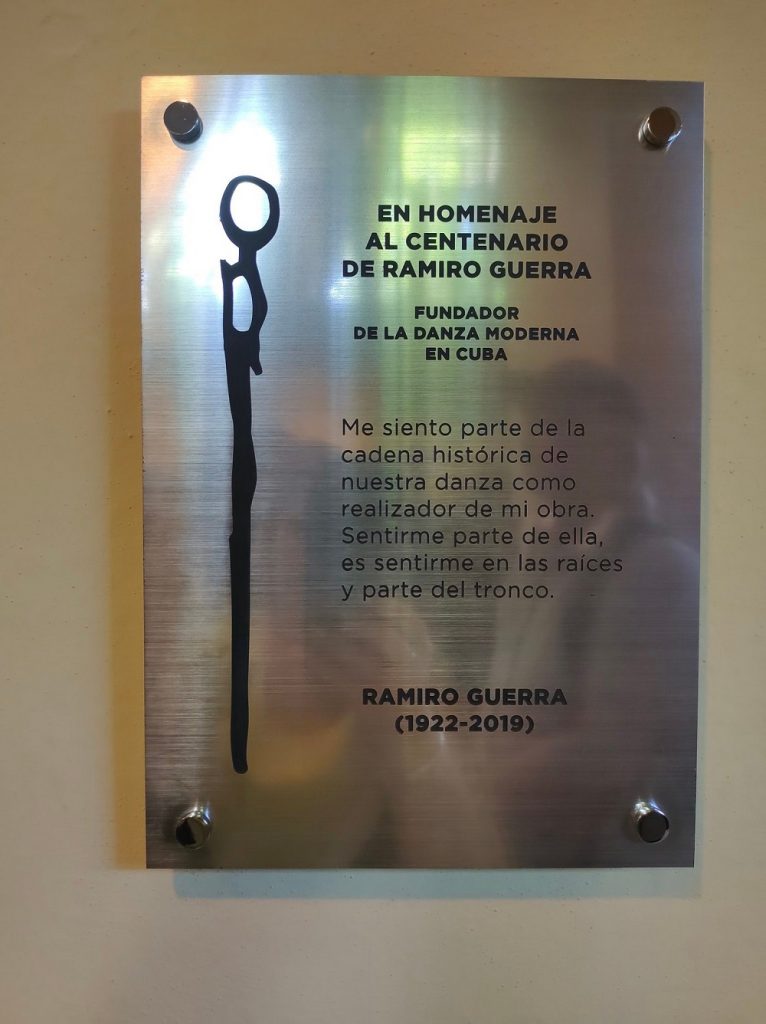 EN HOMENAJE
AL CENTENARIO
DE RAMIRO GUERRA
FUNDADOR
DE LA DANZA MODERNA
EN CUBA
Me siento parte de la
cadena histórica de
nuestra danza como
realizador de mi obra.
Sentirme parte de ella,
es sentirme en las raíces
y parte del tronco.
RAMIRO GUERRA
(1922-2019)